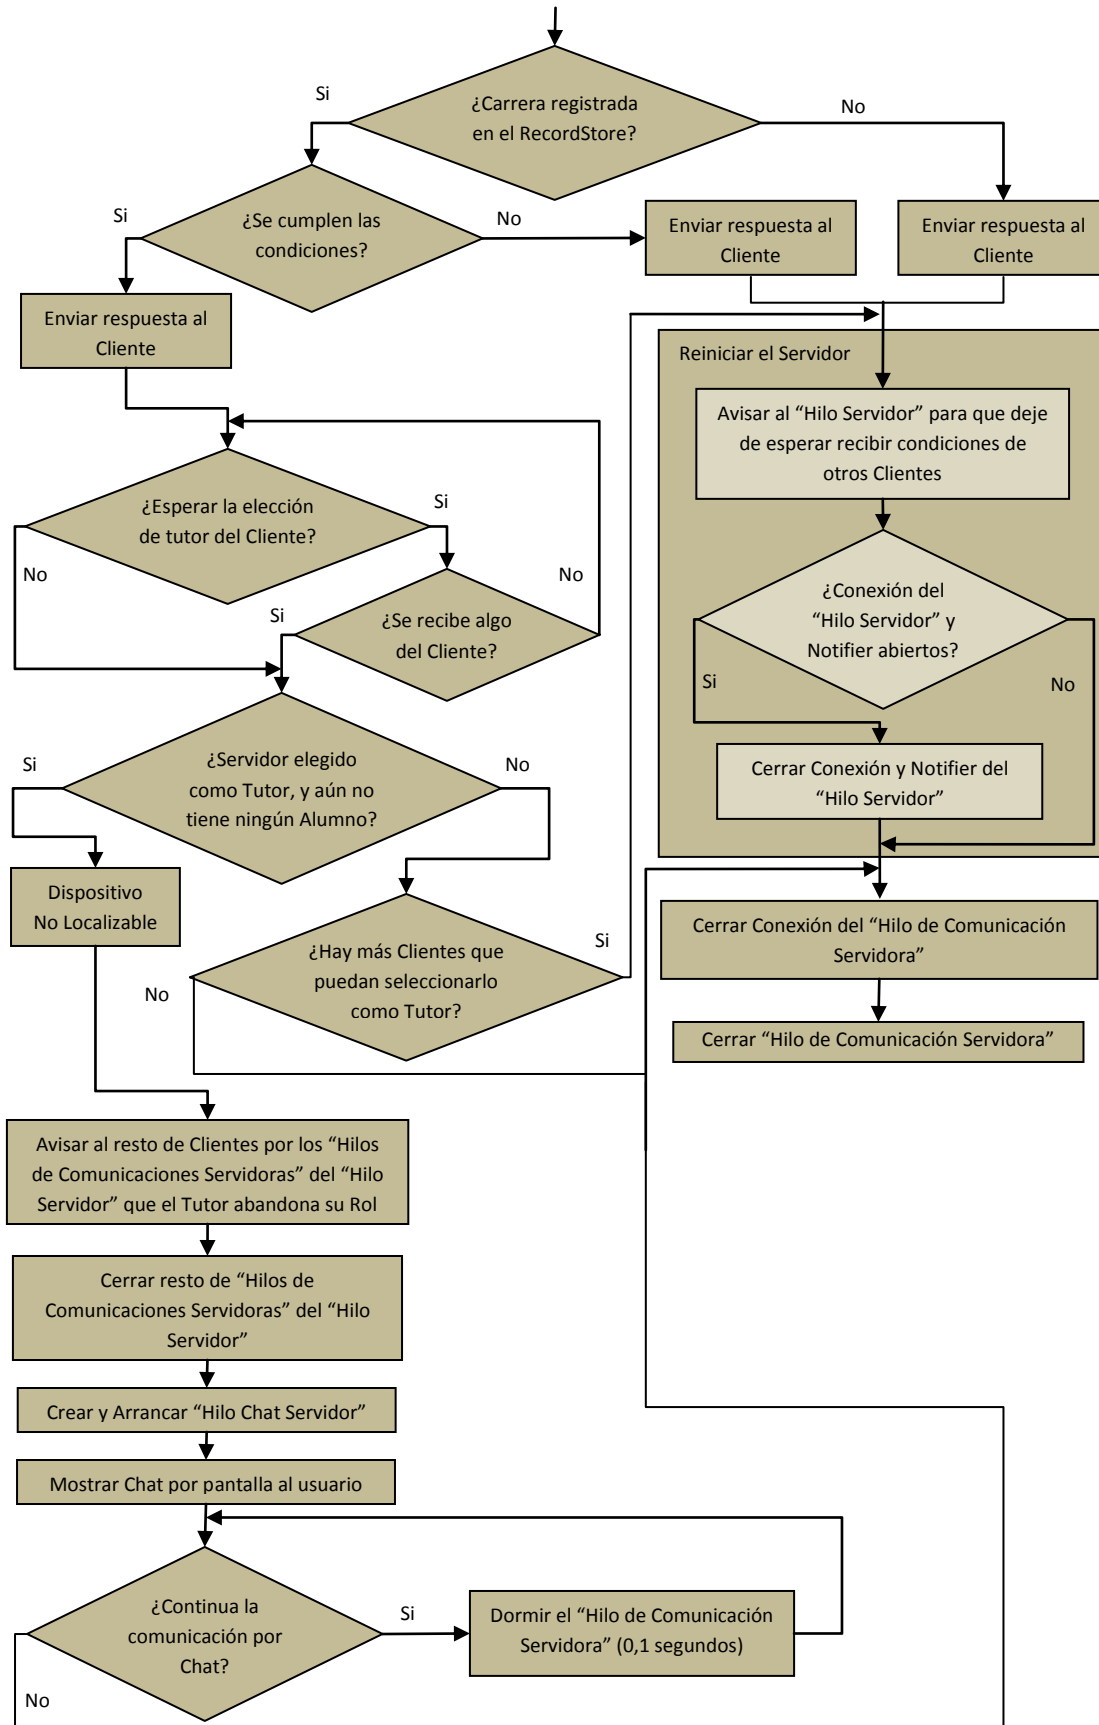 ¿Carrera registrada
en el RecordStore?
Si
No
¿Se cumplen las
condiciones?
Si
No
Enviar respuesta al
Cliente
Enviar respuesta al
Cliente
Enviar respuesta al
Cliente
Reiniciar el Servidor
Avisar al “Hilo Servidor” para que deje
de esperar recibir condiciones de
otros Clientes
¿Esperar la elección
de tutor del Cliente?
Si
No
¿Se recibe algo
del Cliente?
Si
No
¿Conexión del
“Hilo Servidor” y
Notifier abiertos?
Si
No
Cerrar Conexión y Notifier del
“Hilo Servidor”
¿Servidor elegido
como Tutor, y aún no
tiene ningún Alumno?
Si
No
Dispositivo
No Localizable
¿Hay más Clientes que
puedan seleccionarlo
como Tutor?
Si
No
Cerrar Conexión del “Hilo de Comunicación
Servidora”
Cerrar “Hilo de Comunicación Servidora”
Avisar al resto de Clientes por los “Hilos
de Comunicaciones Servidoras” del “Hilo
Servidor” que el Tutor abandona su Rol
Cerrar resto de “Hilos de
Comunicaciones Servidoras” del “Hilo
Servidor”
Crear y Arrancar “Hilo Chat Servidor”
Mostrar Chat por pantalla al usuario
¿Continua la
comunicación por
Chat?
Si
No
Dormir el “Hilo de Comunicación
Servidora” (0,1 segundos)